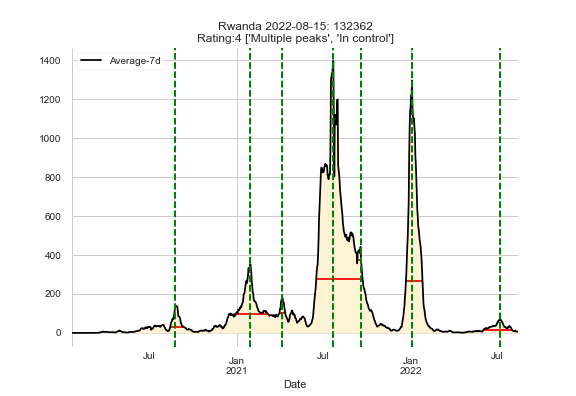 Rwanda 2022-08-15: 132362
Rating:4 ['Multiple peaks', 'In control']
Average-7d
1400
1200
1000
800
600
400
200
0
Jul
Jan
2021
Jul
Jan
2022
Jul
Date